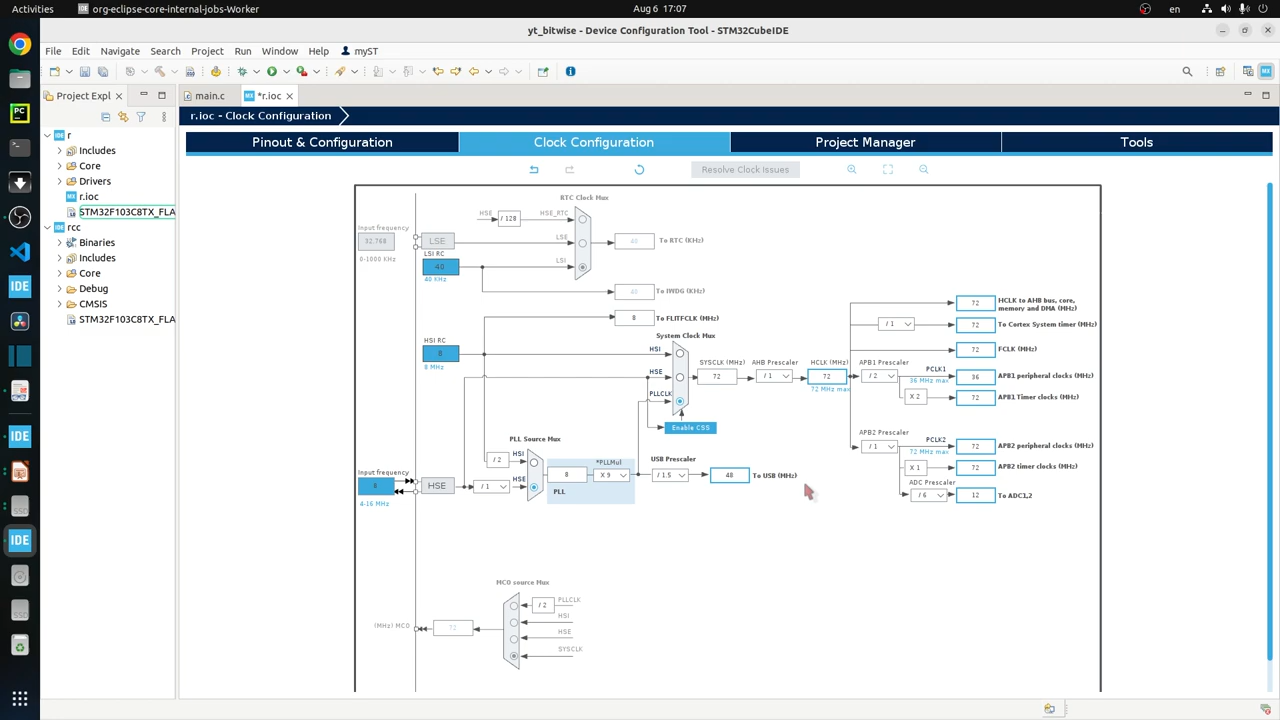 Activities
org-eclipse-core-internal-jobs-Worker
Aug 6 17:07
en
yt_bitwise - Device Configuration Tool - STM32CubeIDE
File Edit Navigate Search Project Run Window Help myST
Project Expl
main.c
*r.ioc
r.ioc - Clock Configuration
Pinout & Configuration
Clock Configuration
Project Manager
Tools
Resolve Clock Issues
IDE r
Includes
Core
Drivers
MX r.ioc
STM32F103C8TX_FLA
IDE rcc
Binaries
Includes
Core
Debug
CMSIS
STM32F103C8TX_FLA
RTC Clock Mux
HSE
/ 128
HSE_RTC
Input frequency
32.768
0-1000 KHz
LSE
LSE
40
To RTC (KHz)
LSI RC
40
LSI
40 KHz
40
To IWDG (KHz)
8
To FLITFCLK (MHz)
System Clock Mux
HSI RC
8
8 MHz
HSI
HSE
PLLCLK
Enable CSS
SYSCLK (MHz)
72
AHB Prescaler
/ 1
HCLK (MHz)
72
72 MHz max
72
HCLK to AHB bus, core,
memory and DMA (MHz)
/ 1
72
To Cortex System timer (MHz)
72
FCLK (MHz)
APB1 Prescaler
/ 2
PCLK1
36 MHz max
36
APB1 peripheral clocks (MHz)
X 2
72
APB1 Timer clocks (MHz)
APB2 Prescaler
/ 1
PCLK2
72 MHz max
72
APB2 peripheral clocks (MHz)
X 1
72
APB2 timer clocks (MHz)
ADC Prescaler
/ 6
12
To ADC1,2
PLL Source Mux
/ 2
HSI
Input frequency
8
4-16 MHz
HSE
/ 1
HSE
8
*PLLMul
X 9
PLL
USB Prescaler
/ 1.5
48
To USB (MHz)
MCO source Mux
(MHz) MCO
72
/ 2
PLLCLK
HSI
HSE
SYSCLK